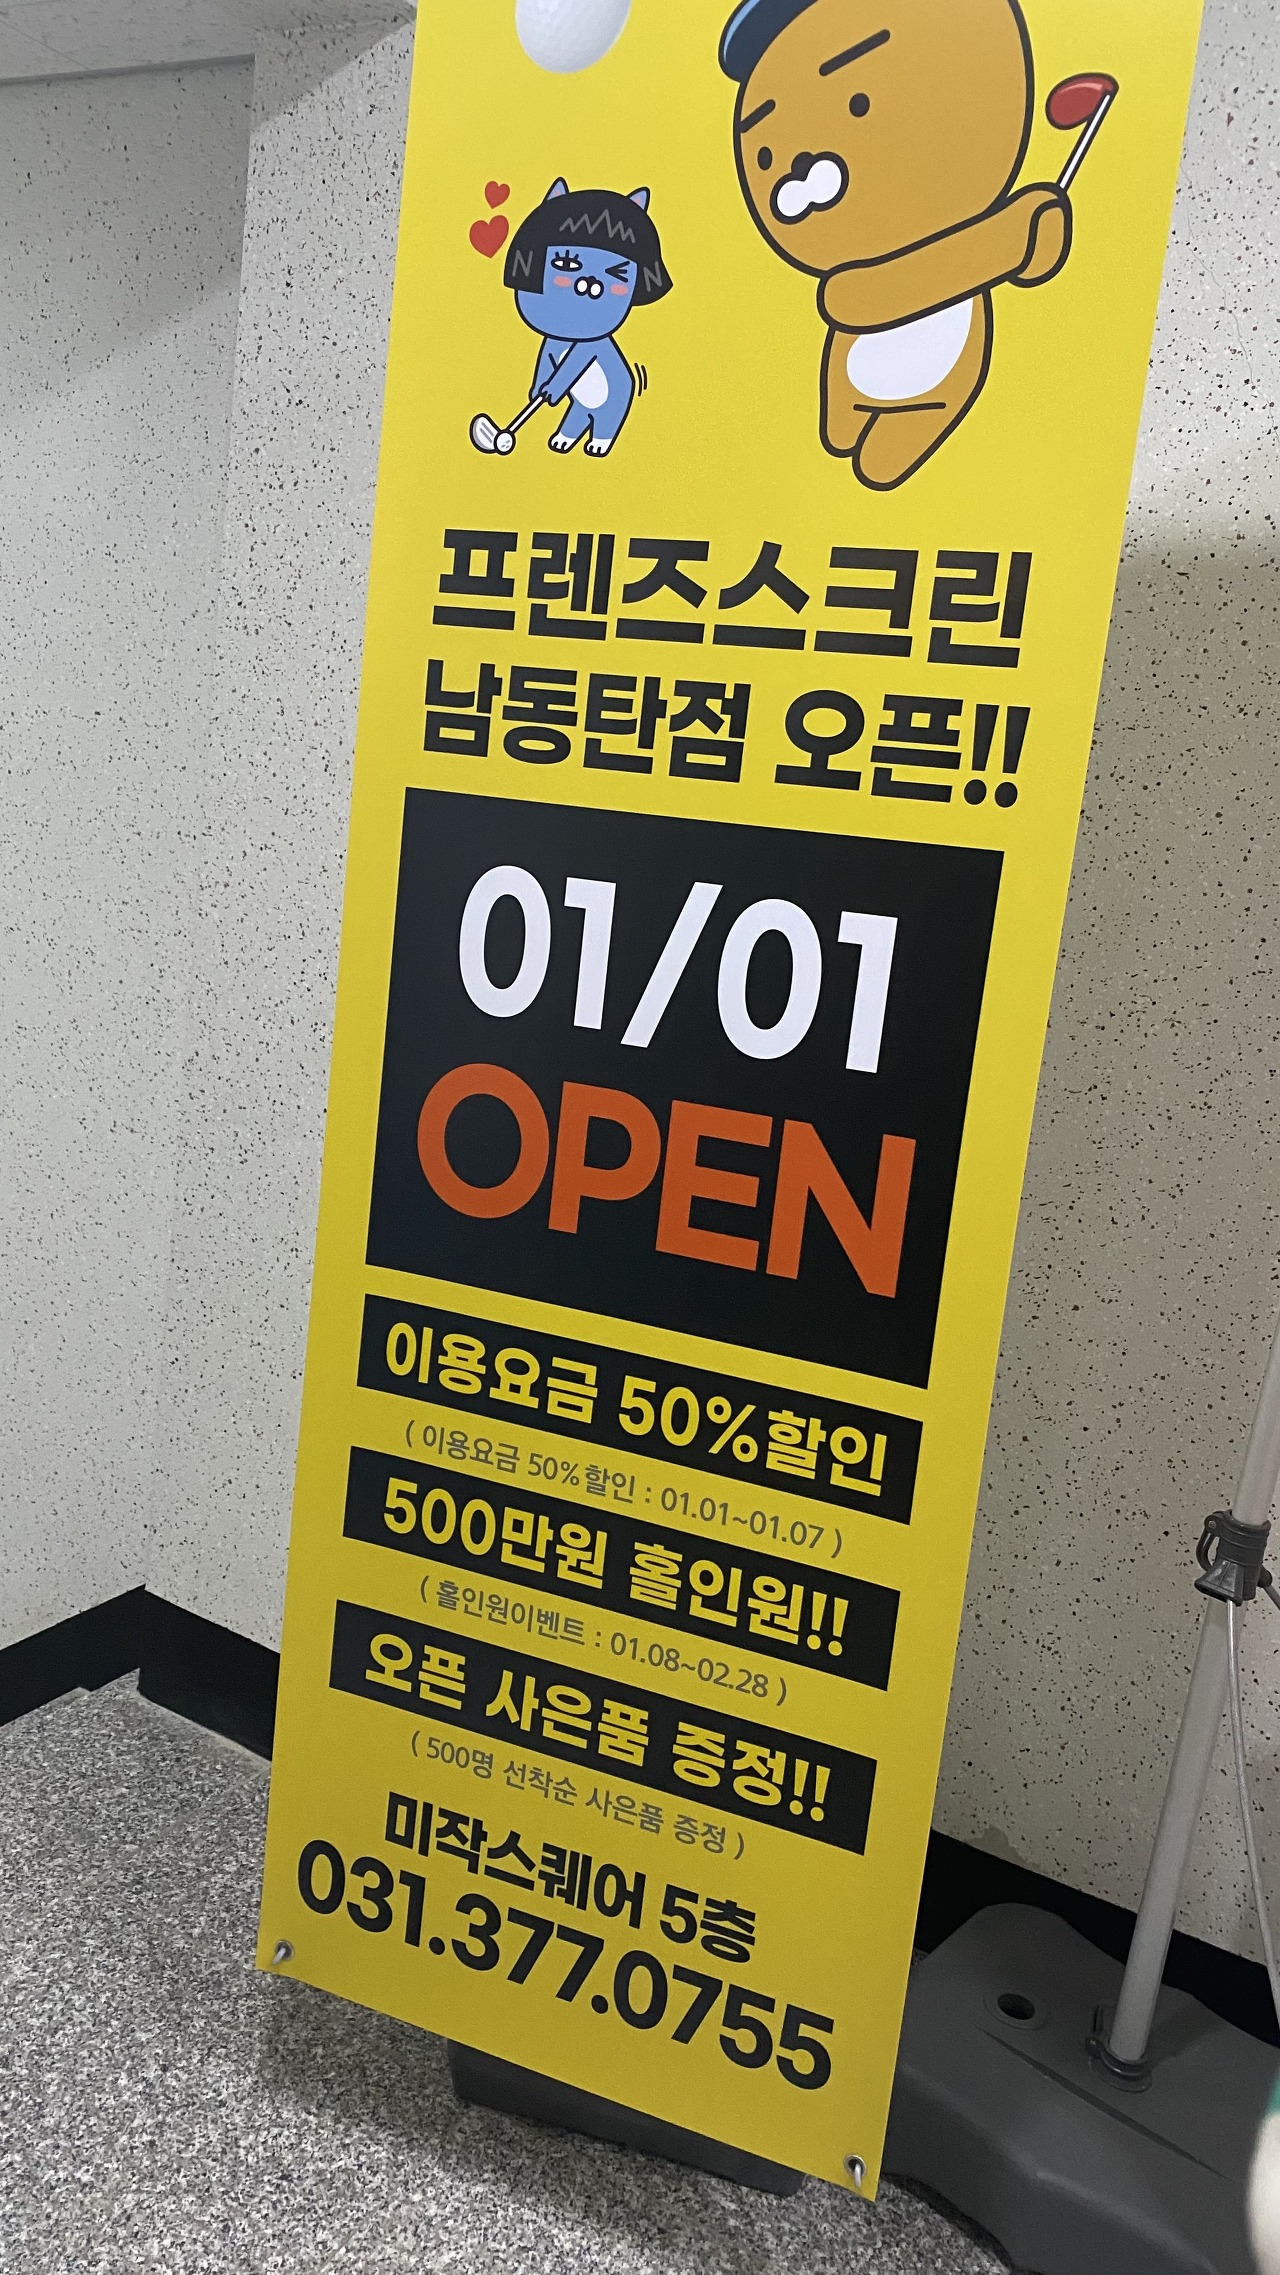 프렌즈스크린
남동탄점 오픈!!
01/01
OPEN
이용요금 50%할인
( 이용요금 50%할인 : 01.01~01.07 )
500만원 홀인원!!
( 홀인원이벤트 : 01.08~02.28 )
오픈 사은품 증정!!
( 500명 선착순 사은품 증정 )
미작스퀘어 5층
031.377.0755